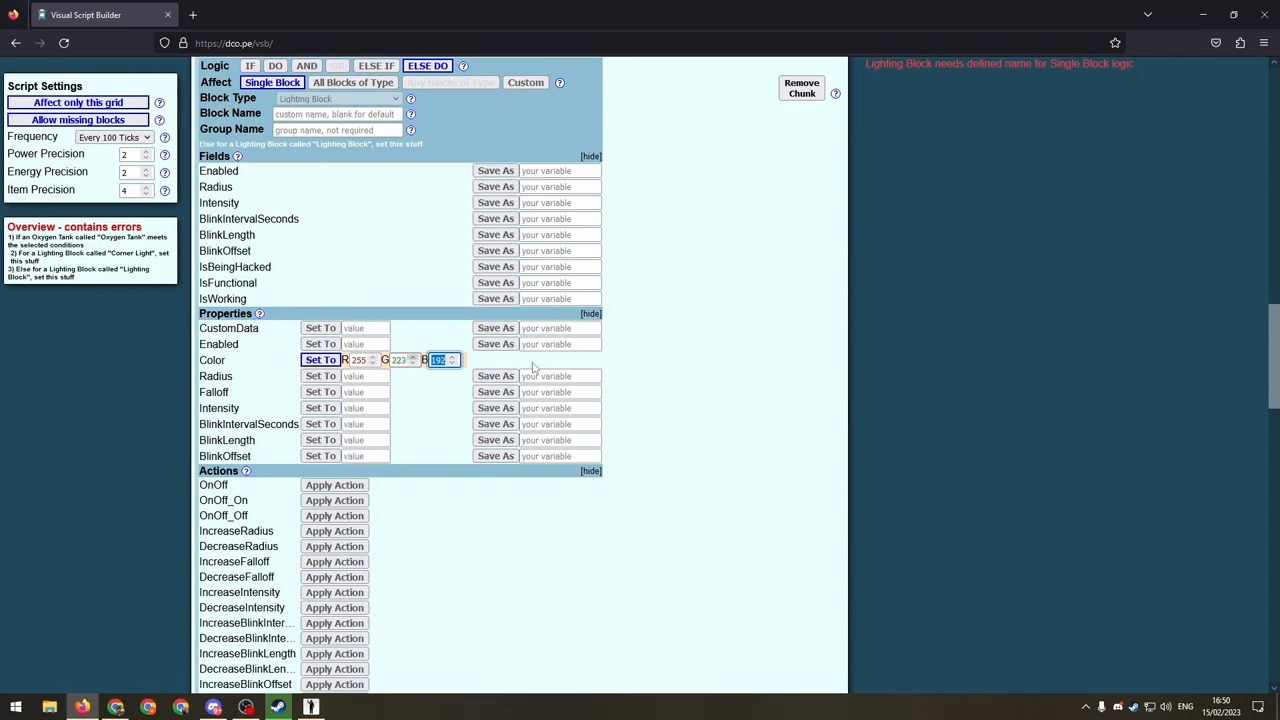 Visual Script Builder
https://dco.pe/vsb/
Script Settings
Affect only this grid
Allow missing blocks
Frequency Every 100 Ticks
Power Precision 2
Energy Precision 2
Item Precision 4
Overview - contains errors
1) If an Oxygen Tank called "Oxygen Tank" meets
the selected conditions
2) For a Lighting Block called "Corner Light", set
this stuff
3) Else for a Lighting Block called "Lighting
Block", set this stuff
Logic IF DO AND OR ELSE IF ELSE DO
Affect Single Block All Blocks of Type Any Blocks of Type Custom
Block Type Lighting Block
Block Name custom name, blank for default
Group Name group name, not required
Else for a Lighting Block called "Lighting Block", set this stuff
Fields [hide]
Enabled Save As your variable
Radius Save As your variable
Intensity Save As your variable
BlinkIntervalSeconds Save As your variable
BlinkLength Save As your variable
BlinkOffset Save As your variable
IsBeingHacked Save As your variable
IsFunctional Save As your variable
IsWorking Save As your variable
Properties [hide]
CustomData Set To value Save As your variable
Enabled Set To value Save As your variable
Color Set To R 255 G 223 B 192
Radius Set To value Save As your variable
Falloff Set To value Save As your variable
Intensity Set To value Save As your variable
BlinkIntervalSeconds Set To value Save As your variable
BlinkLength Set To value Save As your variable
BlinkOffset Set To value Save As your variable
Actions [hide]
OnOff Apply Action
OnOff_On Apply Action
OnOff_Off Apply Action
IncreaseRadius Apply Action
DecreaseRadius Apply Action
IncreaseFalloff Apply Action
DecreaseFalloff Apply Action
IncreaseIntensity Apply Action
DecreaseIntensity Apply Action
IncreaseBlinkInter... Apply Action
DecreaseBlinkInte... Apply Action
IncreaseBlinkLength Apply Action
DecreaseBlinkLen... Apply Action
IncreaseBlinkOffset Apply Action
Remove
Chunk
Lighting Block needs defined name for Single Block logic
16:50
15/02/2023